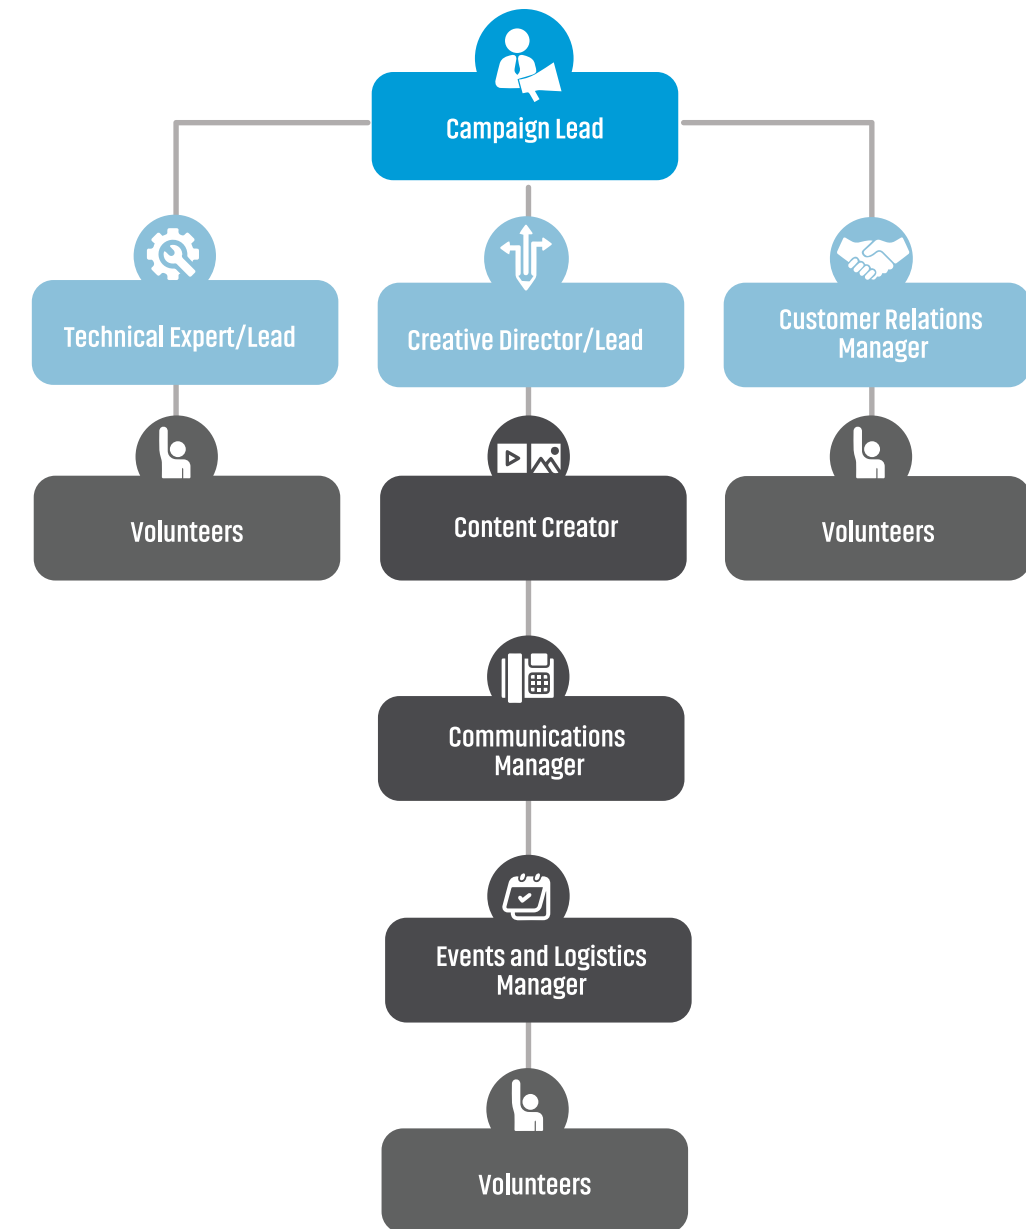 Campaign Lead
Technical Expert/Lead
Creative Director/Lead
Customer Relations
Manager
Volunteers
Content Creator
Volunteers
Communications
Manager
Events and Logistics
Manager
Volunteers